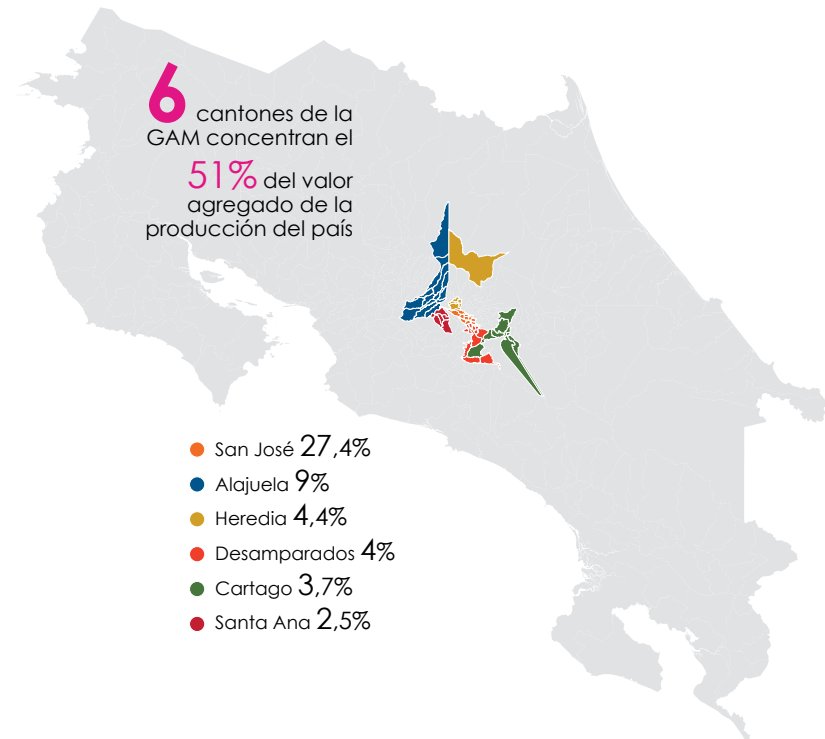 6 cantones de la
GAM concentran el
51% del valor
agregado de la
producción del país
San José 27,4%
Alajuela 9%
Heredia 4,4%
Desamparados 4%
Cartago 3,7%
Santa Ana 2,5%